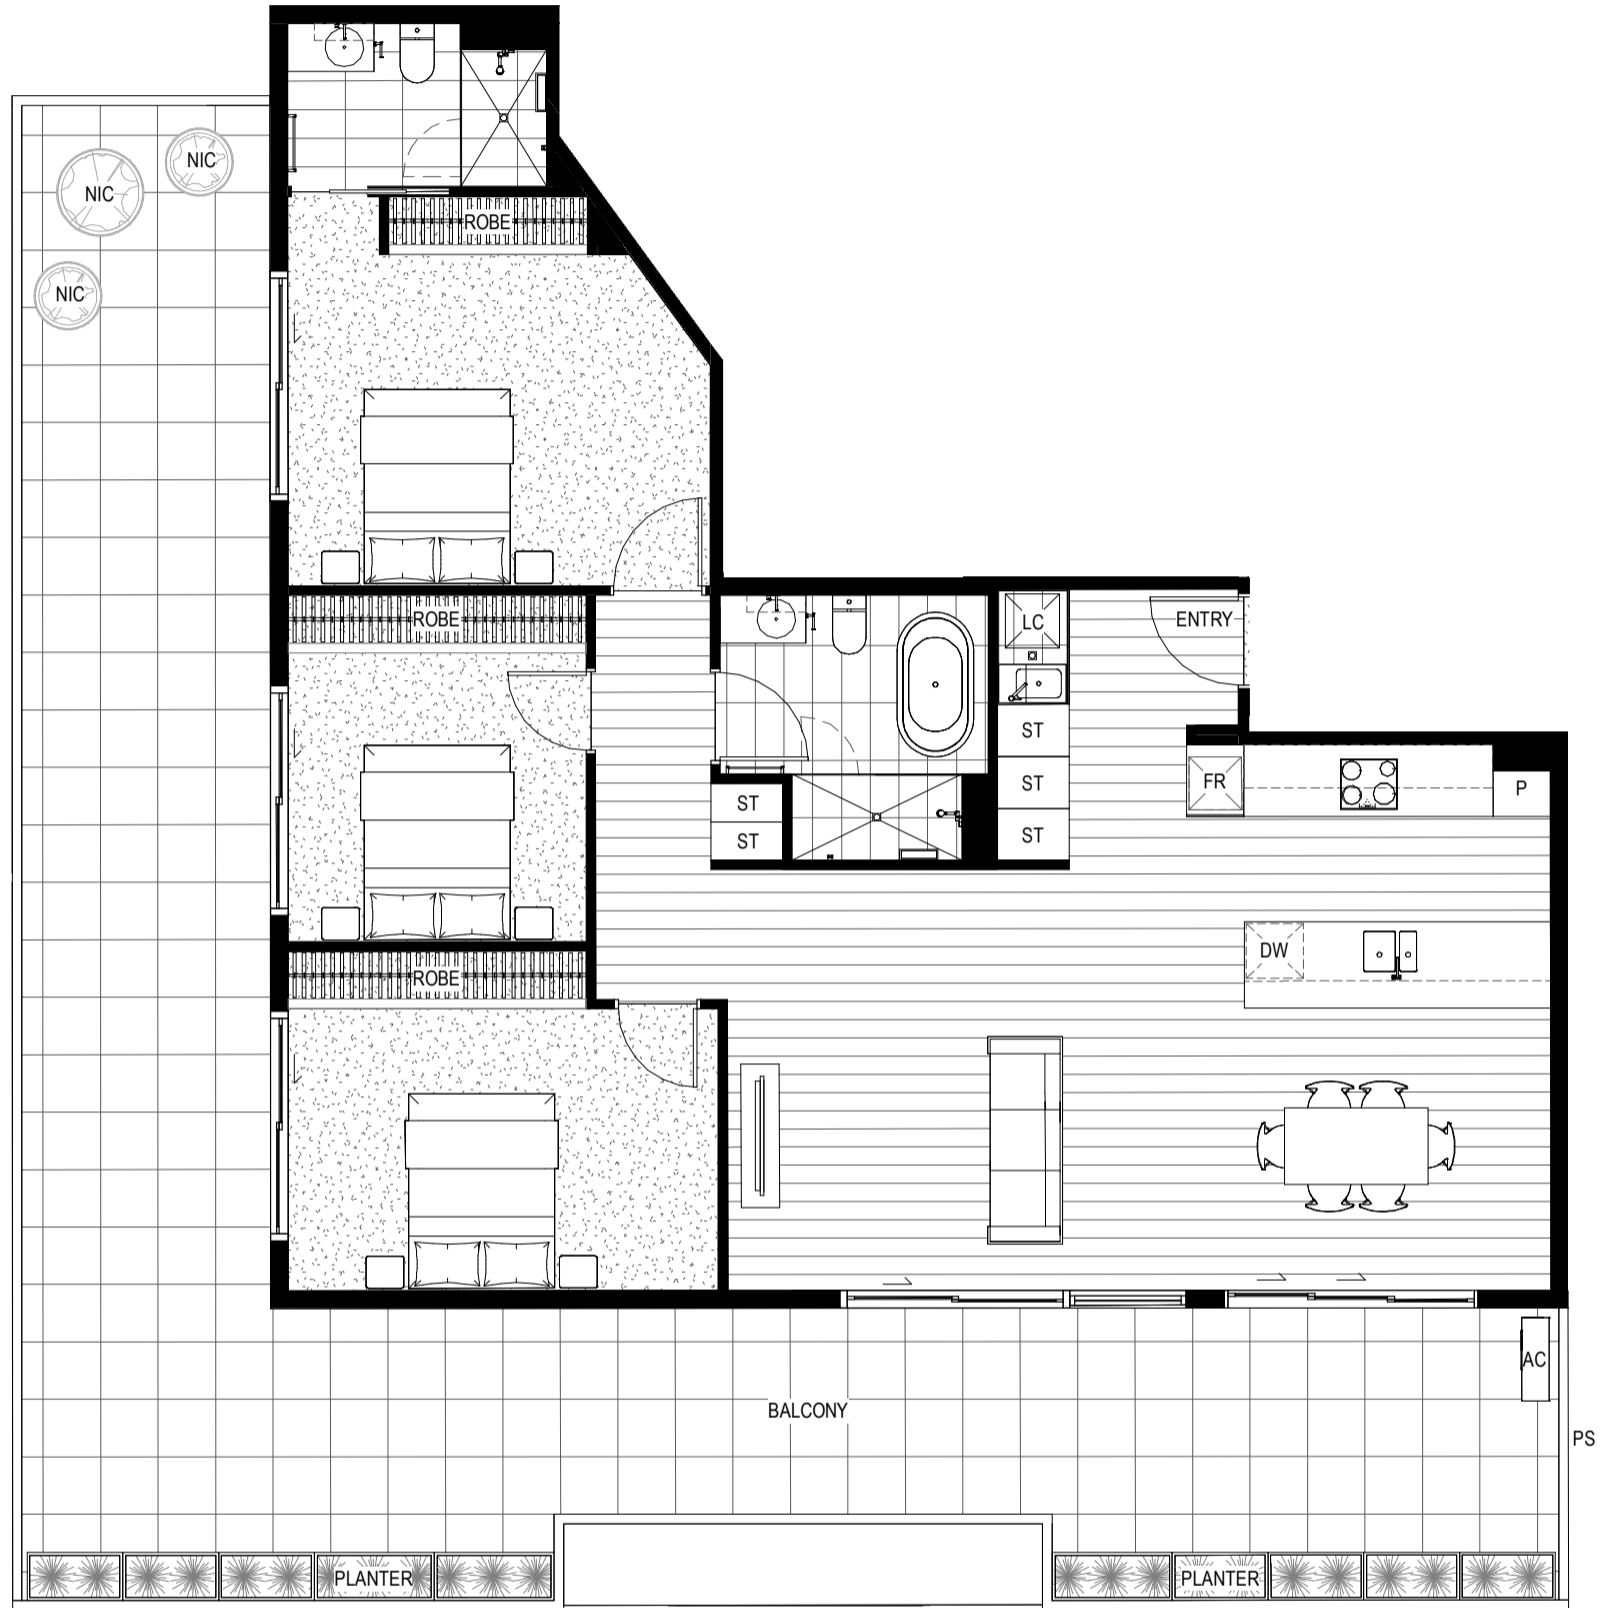 NIC
NIC
ROBE
NIC
ROBE
LC
ENTRY
ST
ST
FR
P
ST
ST
ST
DW
ROBE
AC
BALCONY
PS
PLANTER
PLANTER